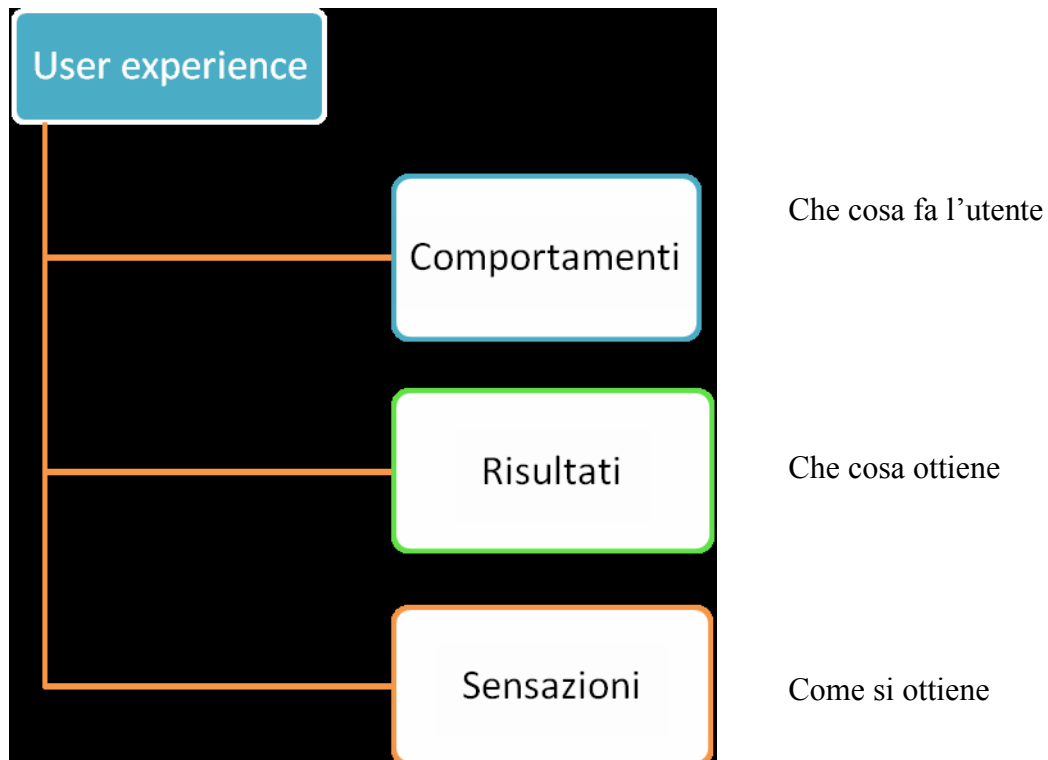 User experience
Comportamenti
Che cosa fa l’utente
Risultati
Che cosa ottiene
Sensazioni
Come si ottiene